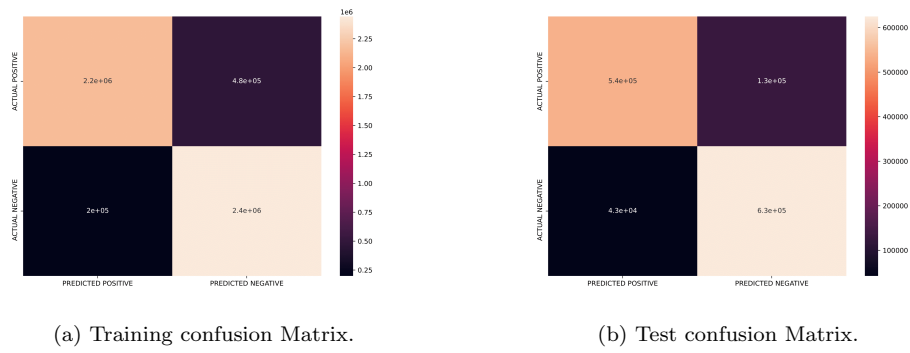 1e6
ACTUAL POSITIVE
2.2e+06
4.8e+05
ACTUAL NEGATIVE
2e+05
2.4e+06
PREDICTED POSITIVE
PREDICTED NEGATIVE
2.25
2.00
1.75
1.50
1.25
1.00
0.75
0.50
0.25
(a) Training confusion Matrix.
ACTUAL POSITIVE
5.4e+05
1.3e+05
ACTUAL NEGATIVE
4.3e+04
6.3e+05
PREDICTED POSITIVE
PREDICTED NEGATIVE
600000
500000
400000
300000
200000
100000
(b) Test confusion Matrix.